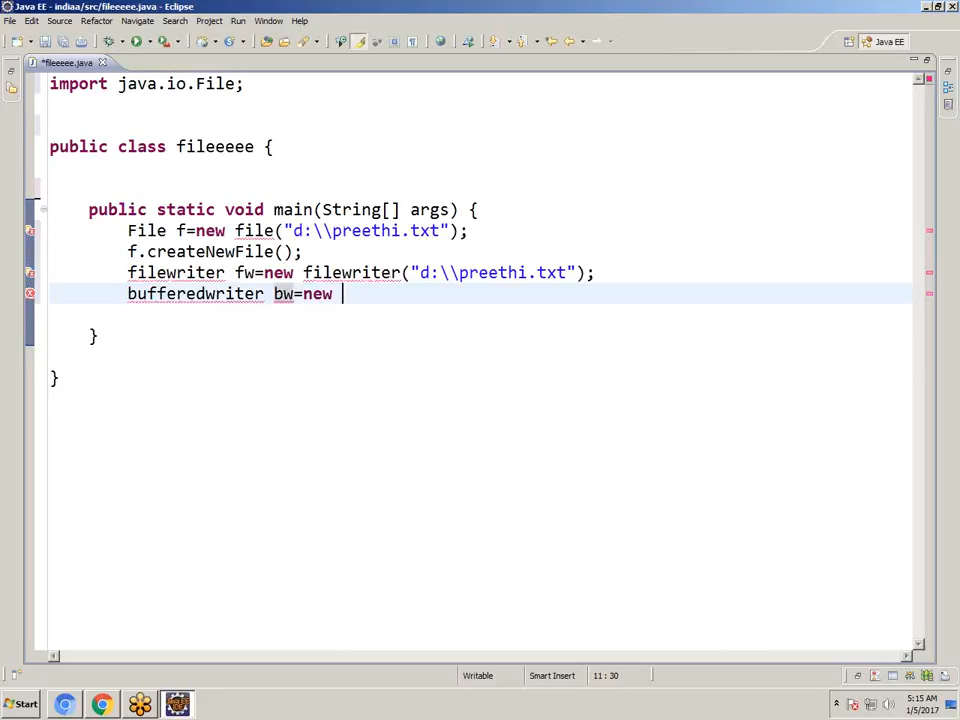 Java EE - indiaa/src/fileeeee.java - Eclipse
File Edit Source Refactor Navigate Search Project Run Window Help
Java EE
*fileeeee.java
import java.io.File;
public class fileeeee {
public static void main(String[] args) {
File f=new file("d:\\preethi.txt");
f.createNewFile();
filewriter fw=new filewriter("d:\\preethi.txt");
bufferedwriter bw=new
}
}
Writable Smart Insert 11 : 30
Start 5:15 AM
1/5/2017